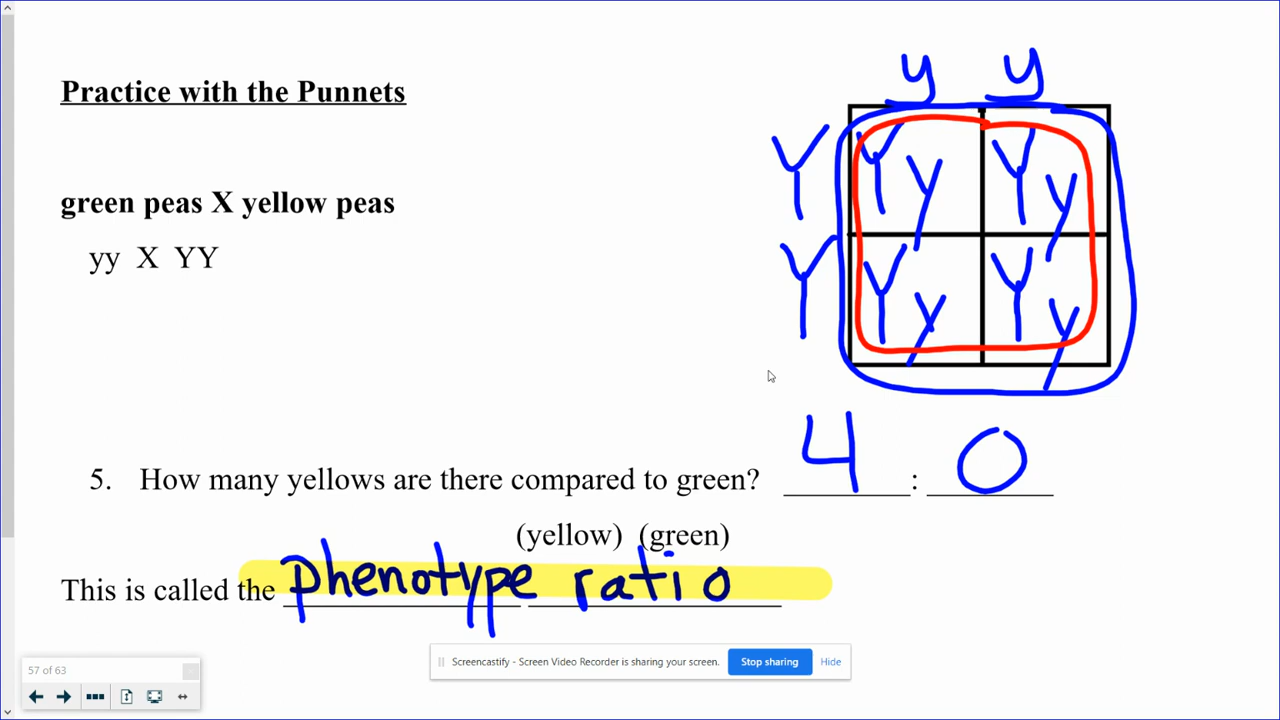 Practice with the Punnets
y y
Y Yy Yy
green peas X yellow peas
yy X YY
Y Yy Yy
5. How many yellows are there compared to green? 4 : 0
(yellow) (green)
This is called the phenotype ratio
Screencastify - Screen Video Recorder is sharing your screen. Stop sharing Hide
57 of 63